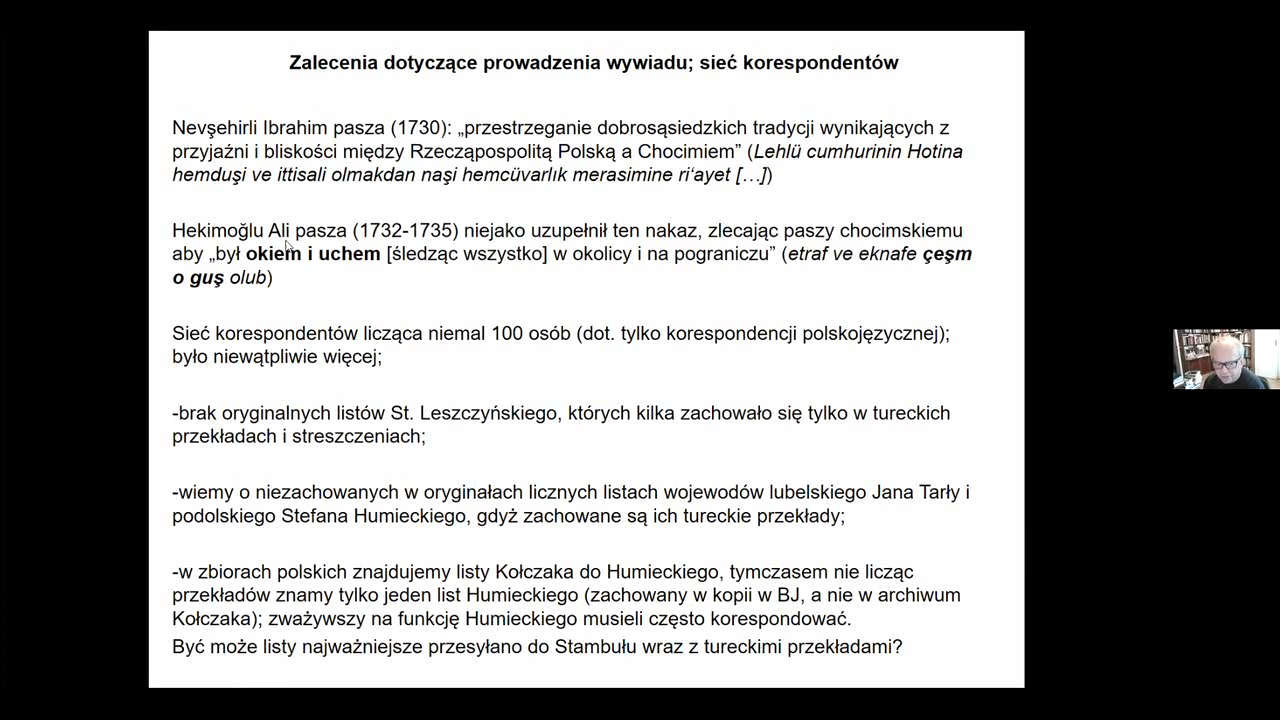 Zalecenia dotyczące prowadzenia wywiadu; sieć korespondentów
Nevşehirli Ibrahim pasza (1730): „przestrzeganie dobrosąsiedzkich tradycji wynikających z
przyjaźni i bliskości między Rzecząpospolitą Polską a Chocimiem” (Lehlü cumhurinin Hotina
hemduşi ve ittisali olmakdan naşi hemcüvarlık merasimine ri‘ayet […])
Hekimoğlu Ali pasza (1732-1735) niejako uzupełnił ten nakaz, zlecając paszy chocimskiemu
aby „był okiem i uchem [śledząc wszystko] w okolicy i na pograniczu” (etraf ve eknafe çeşm
o guş olub)
Sieć korespondentów licząca niemal 100 osób (dot. tylko korespondencji polskojęzycznej);
było niewątpliwie więcej;
-brak oryginalnych listów St. Leszczyńskiego, których kilka zachowało się tylko w tureckich
przekładach i streszczeniach;
-wiemy o niezachowanych w oryginałach licznych listach wojewodów lubelskiego Jana Tarły i
podolskiego Stefana Humieckiego, gdyż zachowane są ich tureckie przekłady;
-w zbiorach polskich znajdujemy listy Kołczaka do Humieckiego, tymczasem nie licząc
przekładów znamy tylko jeden list Humieckiego (zachowany w kopii w BJ, a nie w archiwum
Kołczaka); zważywszy na funkcję Humieckiego musieli często korespondować.
Być może listy najważniejsze przesyłano do Stambułu wraz z tureckimi przekładami?